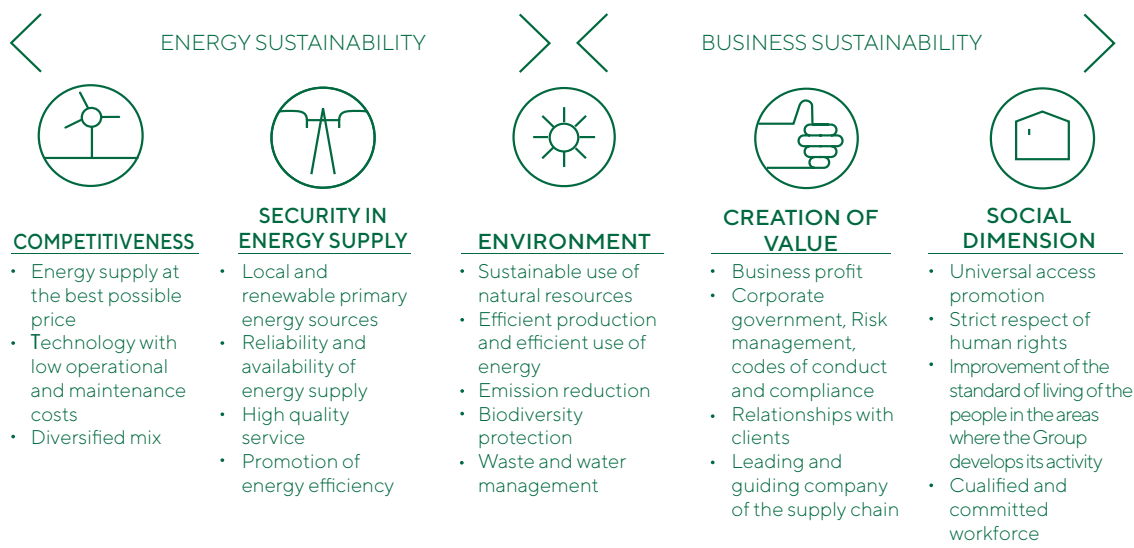 ENERGY SUSTAINABILITY
BUSINESS SUSTAINABILITY
COMPETITIVENESS
• Energy supply at
the best possible
price
• Technology with
low operational
and maintenance
costs
• Diversified mix
SECURITY IN
ENERGY SUPPLY
• Local and
renewable primary
energy sources
• Reliability and
availability of
energy supply
• High quality
service
• Promotion of
energy efficiency
ENVIRONMENT
• Sustainable use of
natural resources
• Efficient production
and efficient use of
energy
• Emission reduction
• Biodiversity
protection
• Waste and water
management
CREATION OF
VALUE
• Business profit
• Corporate
government, Risk
management,
codes of conduct
and compliance
• Relationships with
clients
• Leading and
guiding company
of the supply chain
SOCIAL
DIMENSION
• Universal access
promotion
• Strict respect of
human rights
• Improvement of the
standard of living of the
people in the areas
where the Group
develops its activity
• Cualified and
committed
workforce